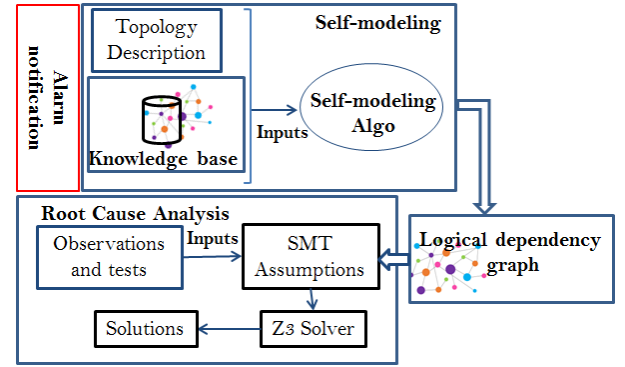 Alarm
notification
Self-modeling
Topology
Description
Knowledge base
Inputs
Self-modeling
Algo
Logical dependency
graph
Root Cause Analysis
Observations
and tests
Inputs
SMT
Assumptions
Z3 Solver
Solutions